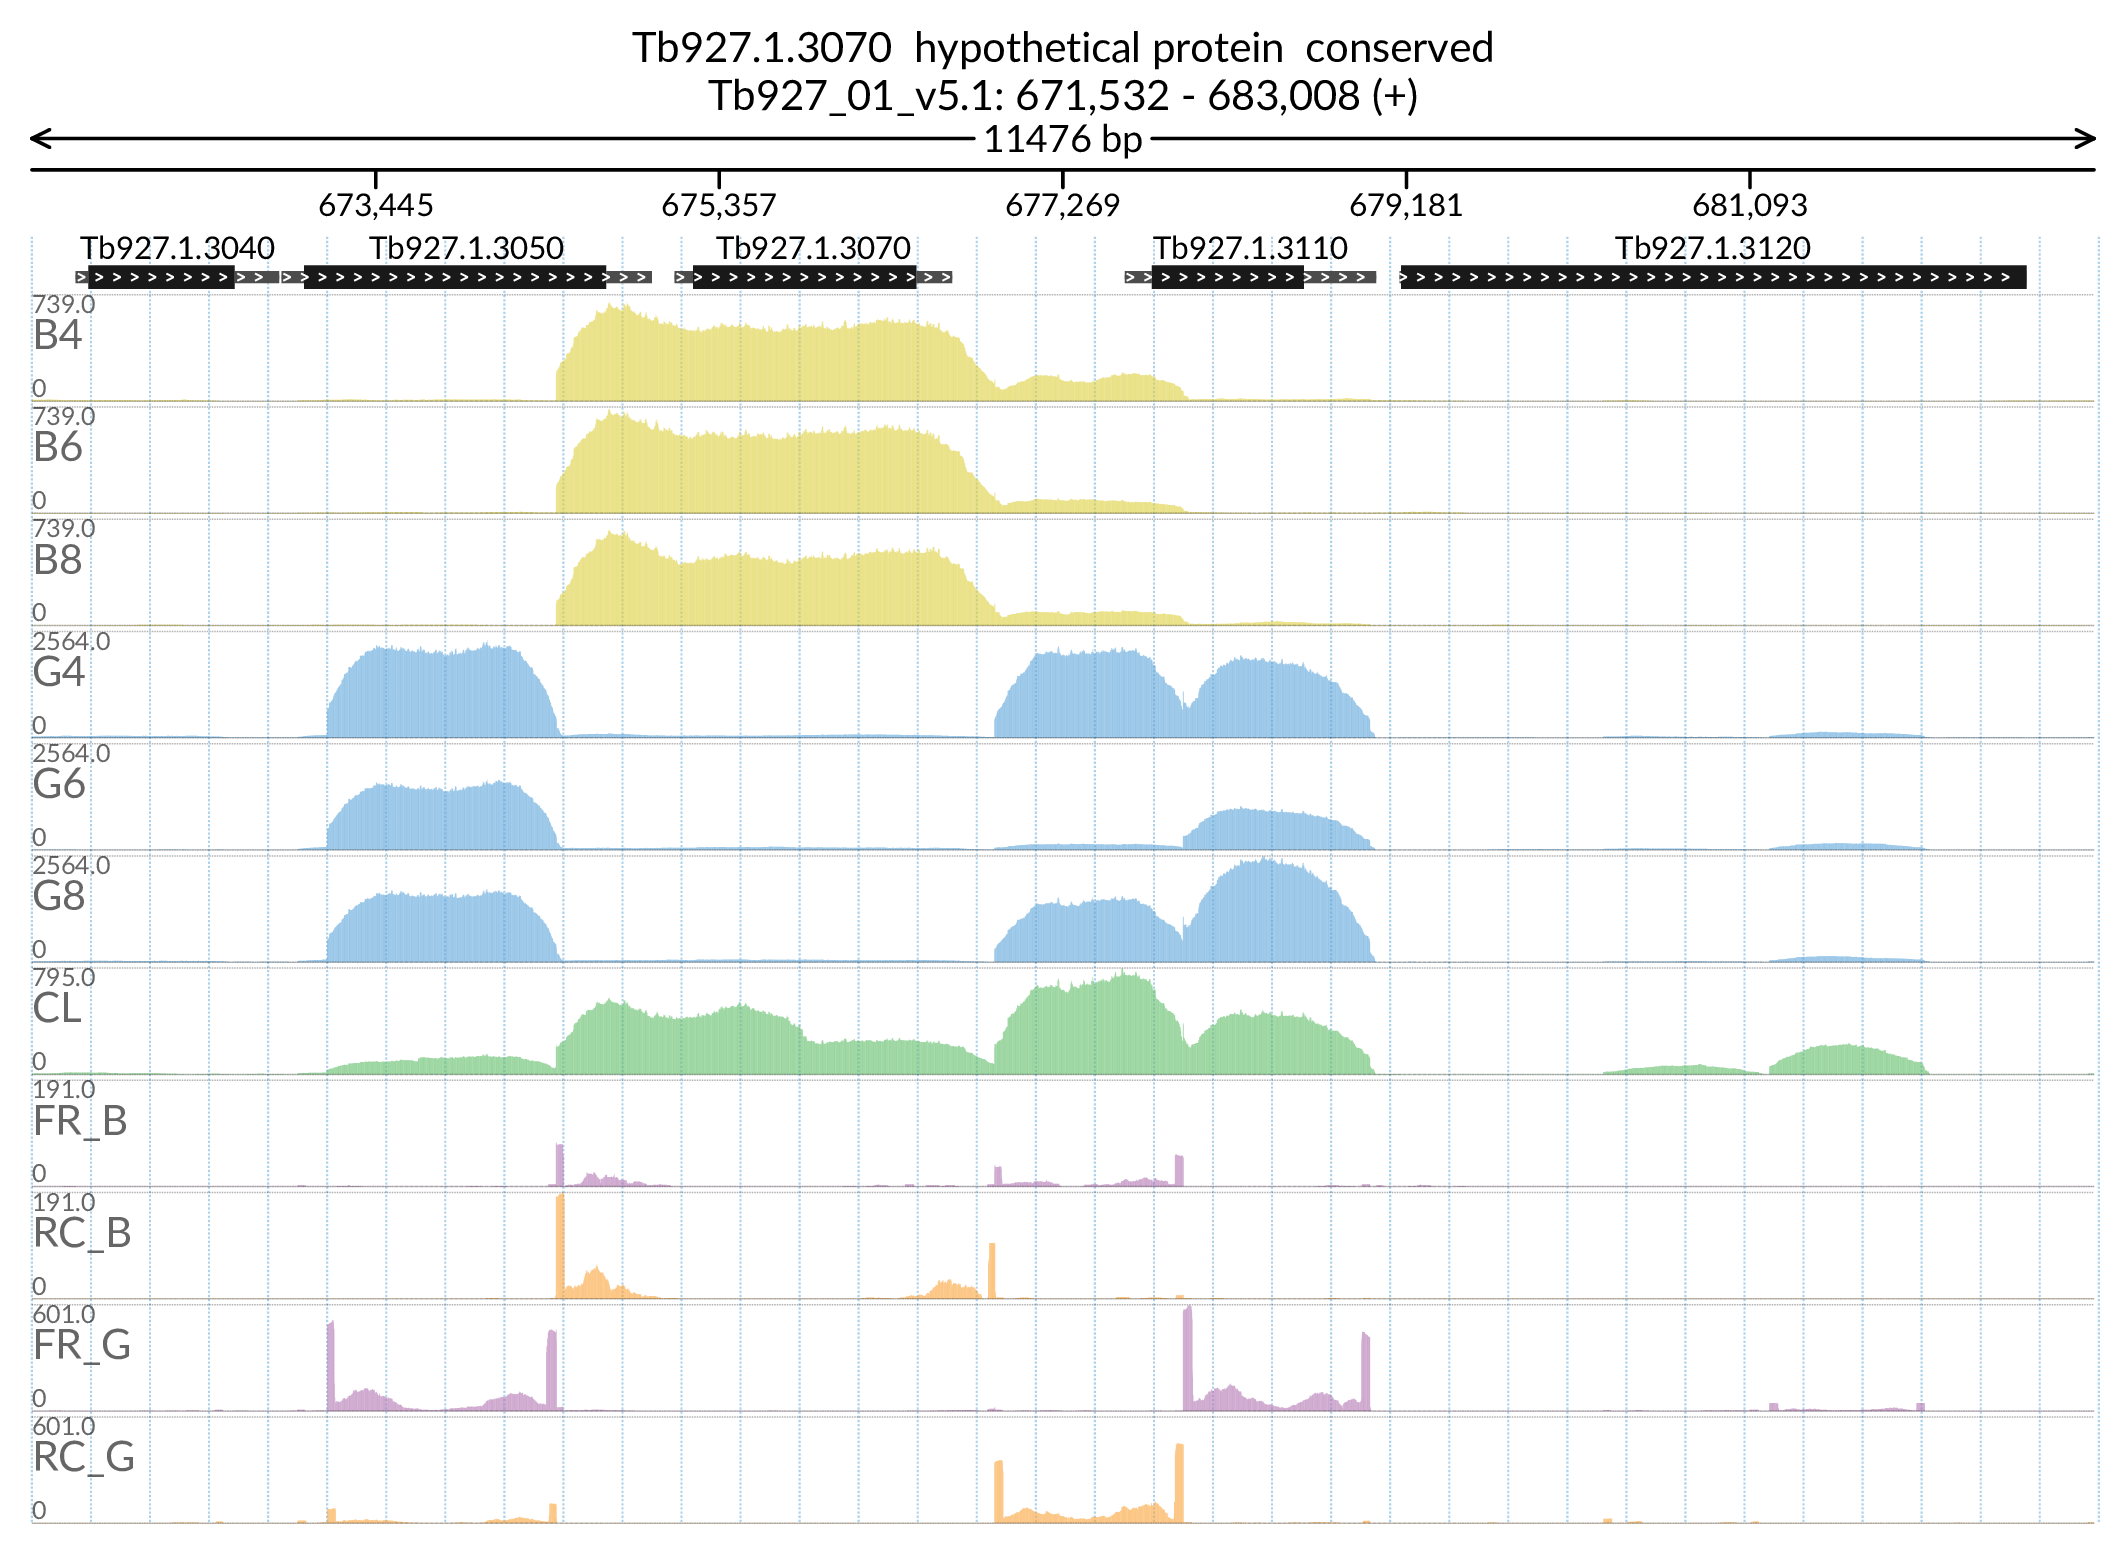 Tb927.1.3070  hypothetical protein  conserved
Tb927_01_v5.1: 671,532 - 683,008 (+)
11476 bp
673,445 675,357 677,269 679,181 681,093
Tb927.1.3040 Tb927.1.3050 Tb927.1.3070 Tb927.1.3110 Tb927.1.3120
739.0
B4
0
739.0
B6
0
739.0
B8
0
2564.0
G4
0
2564.0
G6
0
2564.0
G8
0
795.0
CL
0
191.0
FR_B
0
191.0
RC_B
0
601.0
FR_G
0
601.0
RC_G
0